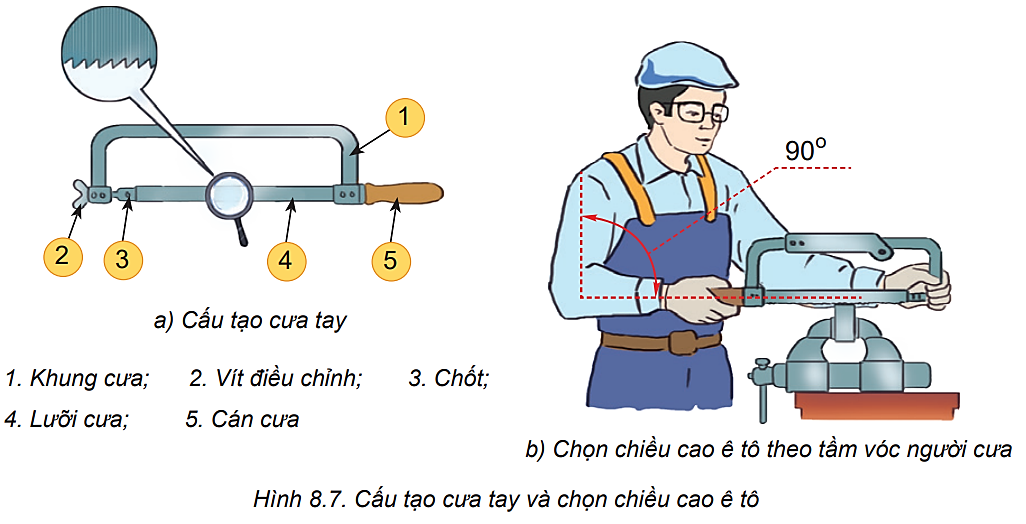 1
2
3
4
5
a) Cấu tạo cưa tay
1. Khung cưa; 2. Vít điều chỉnh; 3. Chốt;
4. Lưỡi cưa; 5. Cán cưa
90º
b) Chọn chiều cao ê tô theo tầm vóc người cưa
Hình 8.7. Cấu tạo cưa tay và chọn chiều cao ê tô